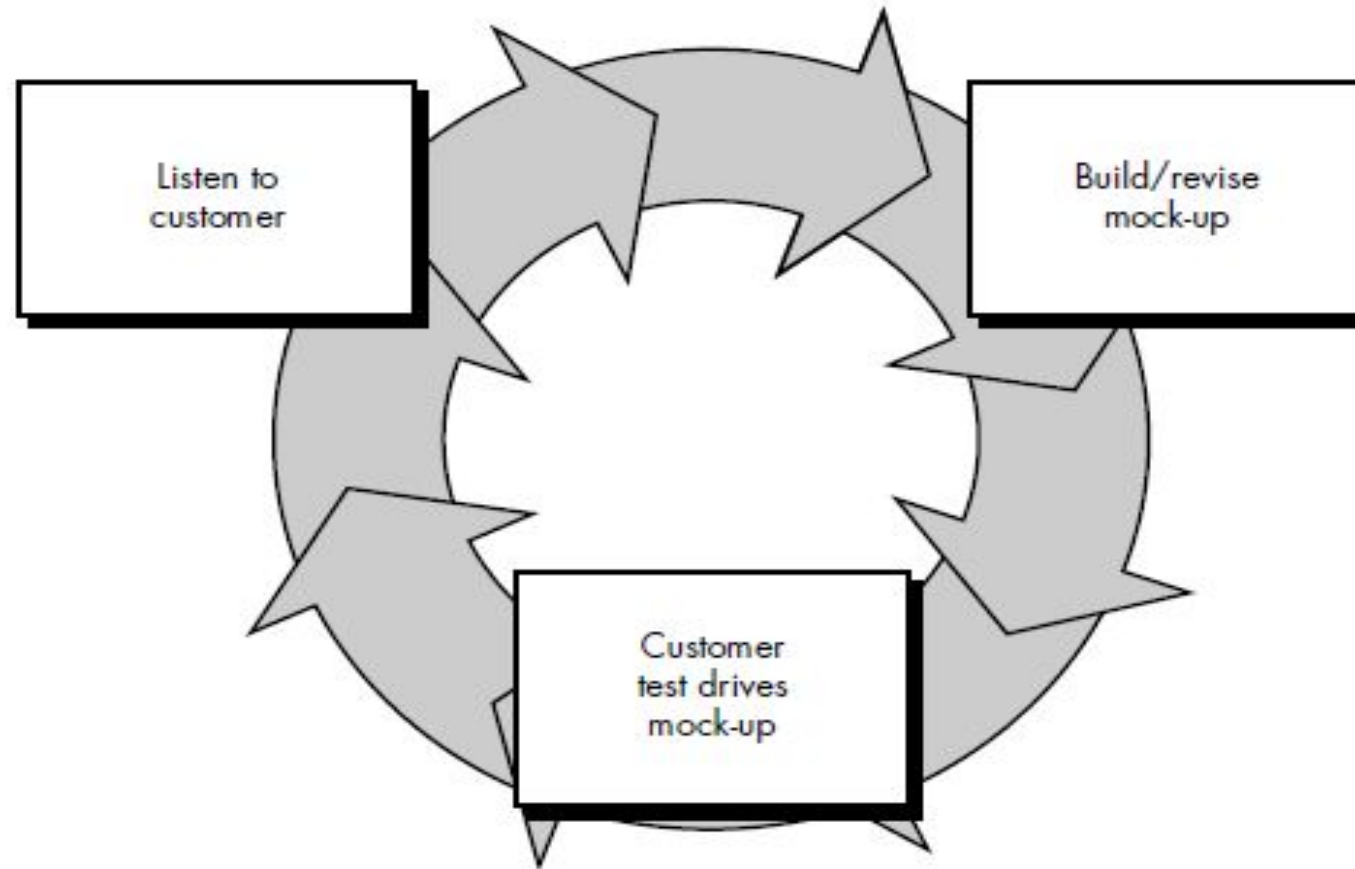 Listen to
customer
Build/revise
mock-up
Customer
test drives
mock-up